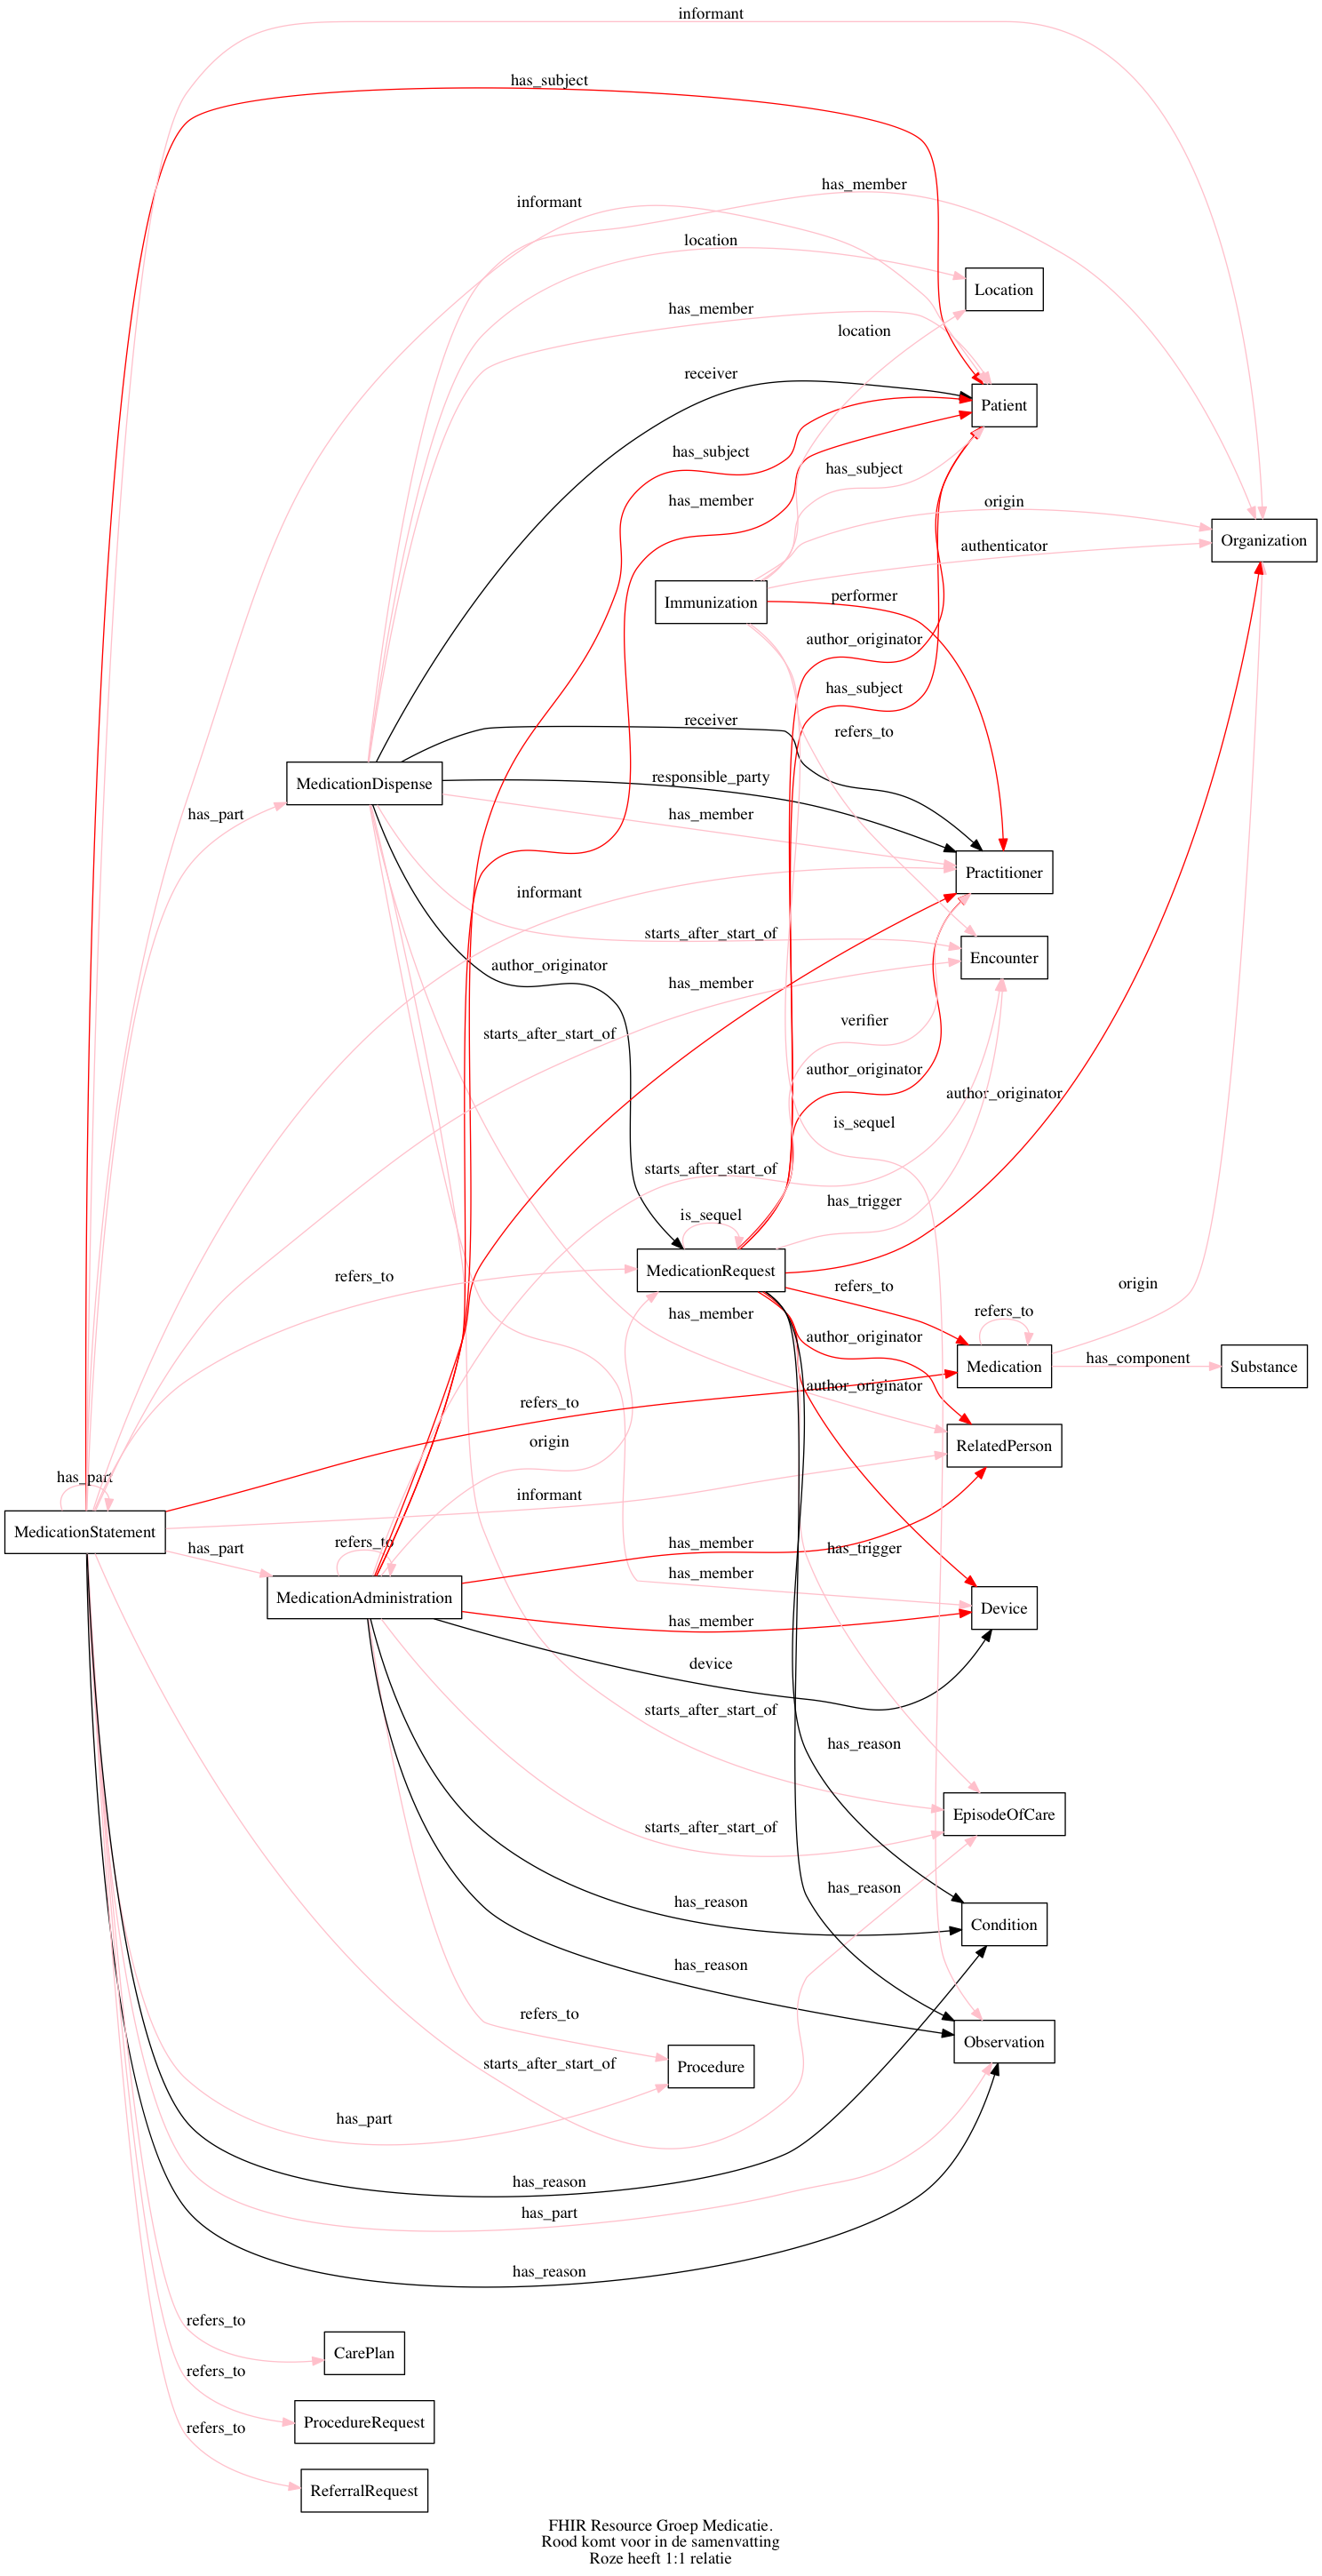 informant
has_subject
has_member
informant
location
Location
has_member
location
receiver
Patient
has_subject
has_subject
has_member
origin
Organization
authenticator
performer
Immunization
author_originator
has_subject
receiver
refers_to
responsible_party
MedicationDispense
has_member
has_part
Practitioner
informant
starts_after_start_of
Encounter
author_originator
has_member
verifier
starts_after_start_of
author_originator
author_originator
is_sequel
starts_after_start_of
has_trigger
is_sequel
MedicationRequest
refers_to
refers_to
origin
has_member
refers_to
author_originator
has_component
Medication
Substance
author_originator
refers_to
origin
RelatedPerson
has_part
informant
MedicationStatement
has_member
refers_to
has_part
has_trigger
has_member
MedicationAdministration
Device
has_member
device
starts_after_start_of
has_reason
EpisodeOfCare
starts_after_start_of
has_reason
has_reason
Condition
has_reason
refers_to
Observation
starts_after_start_of
Procedure
has_part
has_reason
has_part
has_reason
refers_to
CarePlan
refers_to
ProcedureRequest
refers_to
ReferralRequest
FHIR Resource Groep Medicatie.
Rood komt voor in de samenvatting
Roze heeft 1:1 relatie